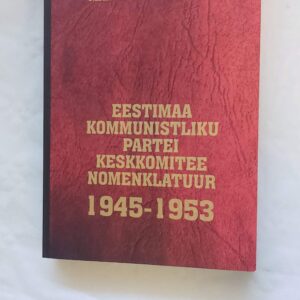 EESTIMAA
KOMMUNISTLIKU
PARTEI
KESKKOMITEE
NOMENKLATUUR
1945-1953